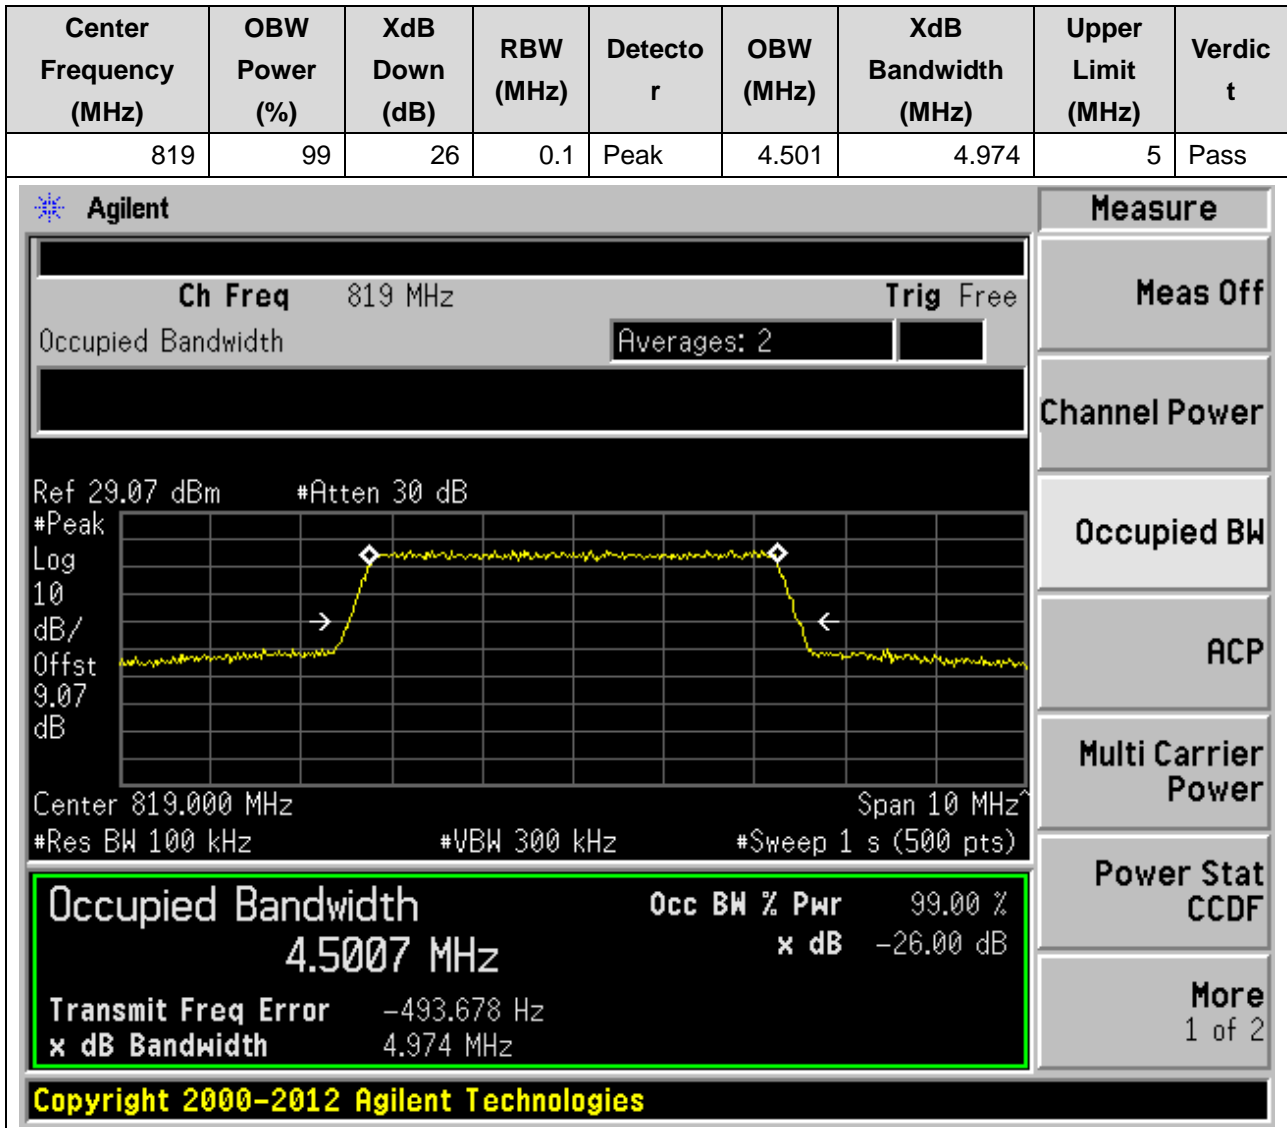 Center Frequency (MHz) OBW Power (%) XdB Down (dB) RBW (MHz) Detecto r OBW (MHz) XdB Bandwidth (MHz) Upper Limit (MHz) Verdic t
819 99 26 0.1 Peak 4.501 4.974 5 Pass
Agilent
Measure
Ch Freq 819 MHz Trig Free
Meas Off
Occupied Bandwidth Averages: 2
Channel Power
Ref 29.07 dBm #Atten 30 dB
#Peak
Log
10
dB/
Offst
9.07
dB
Occupied BW
ACP
Multi Carrier
Power
Center 819.000 MHz Span 10 MHz^
#Res BW 100 kHz #VBW 300 kHz #Sweep 1 s (500 pts)
Power Stat
CCDF
Occupied Bandwidth Occ BW % Pwr 99.00 %
4.5007 MHz x dB -26.00 dB
More
1 of 2
Transmit Freq Error -493.678 Hz
x dB Bandwidth 4.974 MHz
Copyright 2000-2012 Agilent Technologies